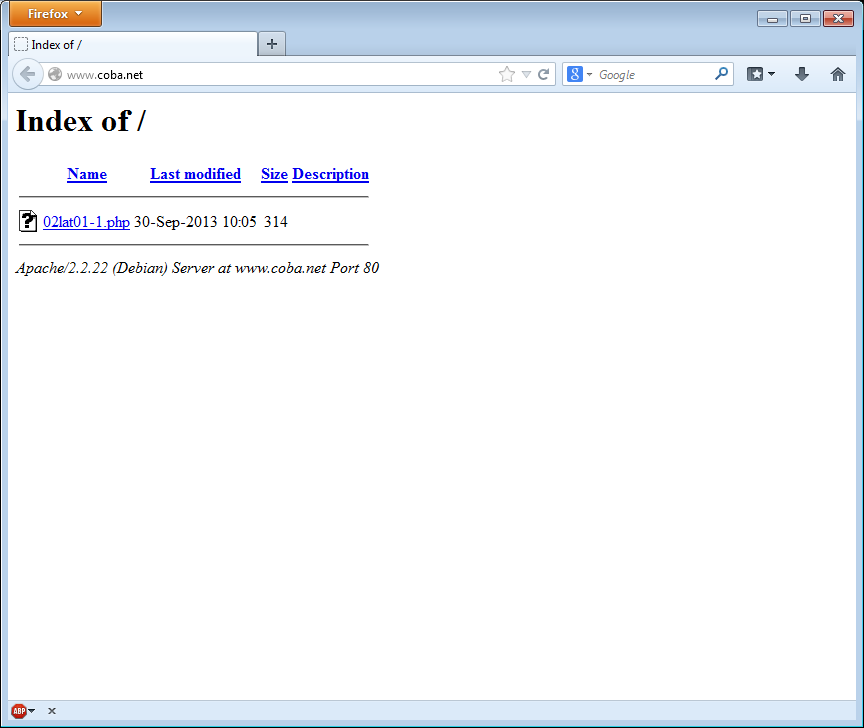 Firefox
Index of /
www.coba.net
8 Google
Index of /
Name Last modified Size Description
02lat01-1.php 30-Sep-2013 10:05 314
Apache/2.2.22 (Debian) Server at www.coba.net Port 80
ABP